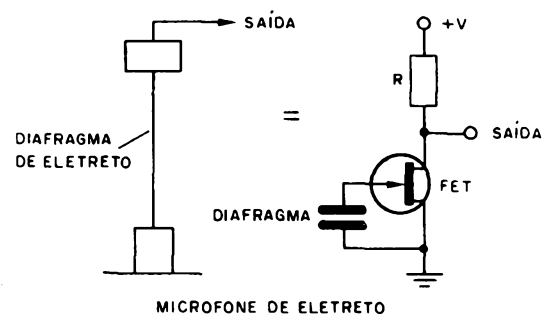 SAÍDA
DIAFRAGMA
DE ELETRETO
=
+V
R
SAÍDA
FET
DIAFRAGMA
MICROFONE DE ELETRETO